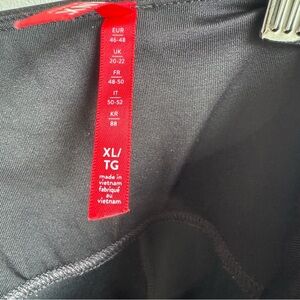 EUR
46-48
UK
20-22
FR
48-50
IT
50-52
KR
88
XL/
TG
made in
vietnam
fabriqué
au
vietnam